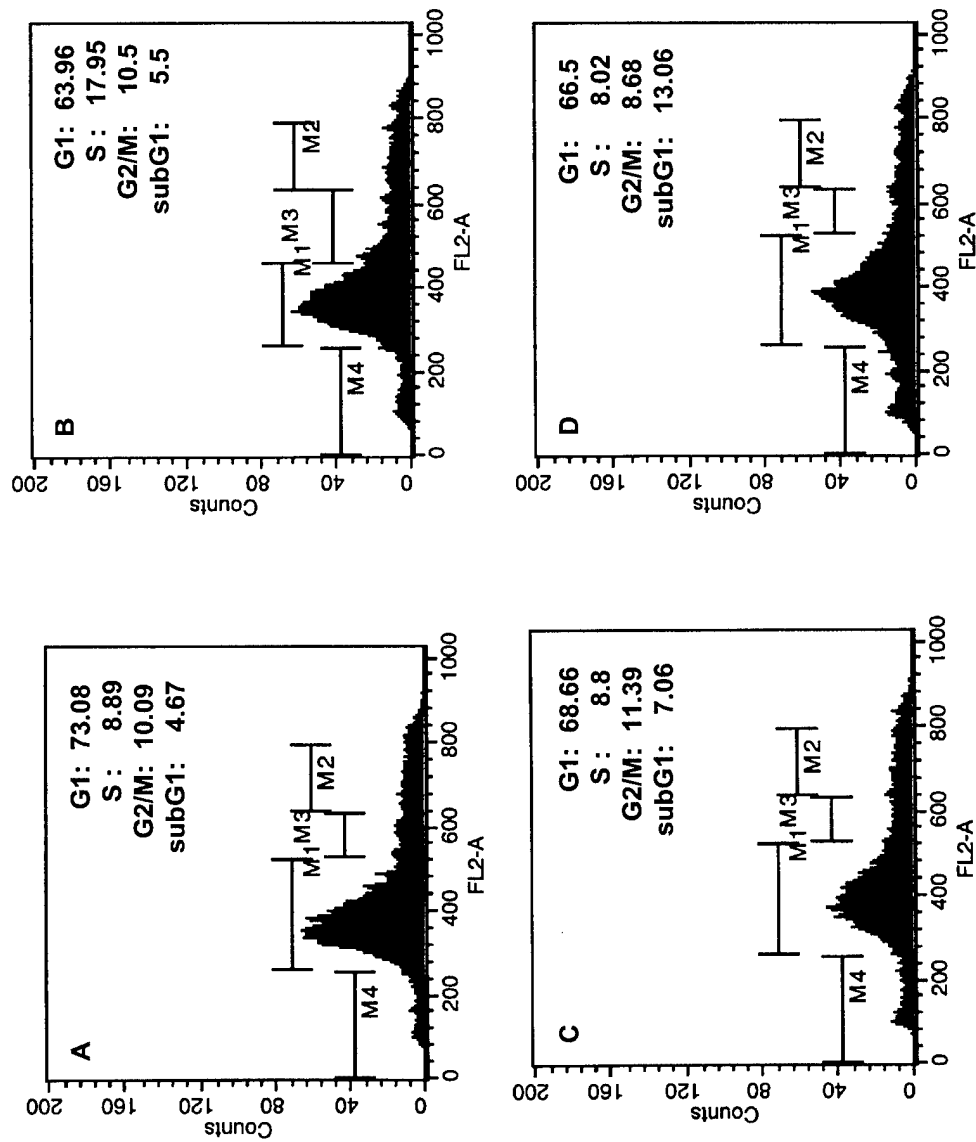 A
G1: 73.08
S : 8.89
G2/M: 10.09
subG1: 4.67
M1
M3
M2
M4
Counts
200
160
120
80
40
0
0
200
400
600
800
1000
FL2-A
B
G1: 63.96
S : 17.95
G2/M: 10.5
subG1: 5.5
M1
M3
M2
M4
Counts
200
160
120
80
40
0
0
200
400
600
800
1000
FL2-A
C
G1: 68.66
S : 8.8
G2/M: 11.39
subG1: 7.06
M1
M3
M2
M4
Counts
200
160
120
80
40
0
0
200
400
600
800
1000
FL2-A
D
G1: 66.5
S : 8.02
G2/M: 8.68
subG1: 13.06
M1
M3
M2
M4
Counts
200
160
120
80
40
0
0
200
400
600
800
1000
FL2-A